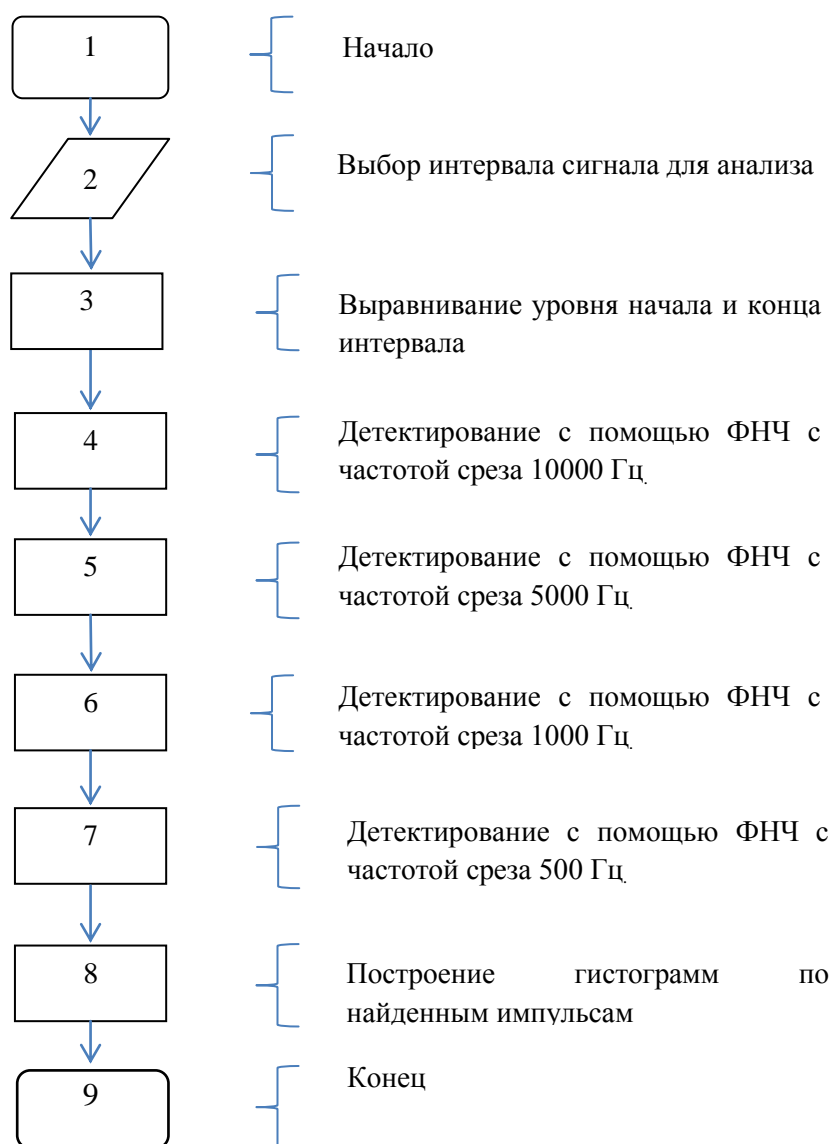 1
Начало
2
Выбор интервала сигнала для анализа
3
Выравнивание уровня начала и конца
интервала
4
Детектирование с помощью ФНЧ с
частотой среза 10000 Гц.
5
Детектирование с помощью ФНЧ с
частотой среза 5000 Гц.
6
Детектирование с помощью ФНЧ с
частотой среза 1000 Гц.
7
Детектирование с помощью ФНЧ с
частотой среза 500 Гц.
8
Построение гистограмм по
найденным импульсам
9
Конец